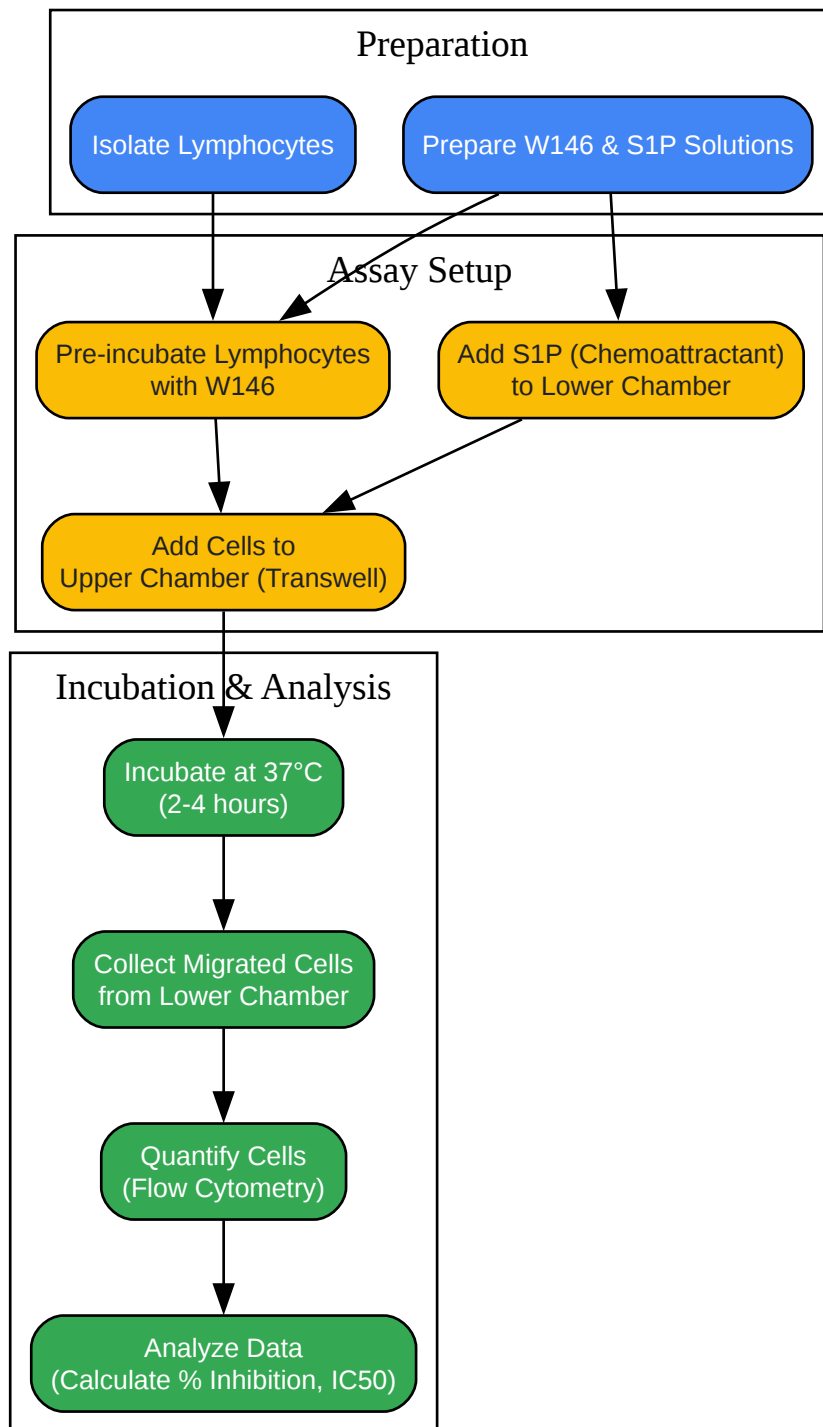 Preparation
Isolate Lymphocytes
Prepare W146 & S1P Solutions
Assay Setup
Pre-incubate Lymphocytes
with W146
Add S1P (Chemoattractant)
to Lower Chamber
Add Cells to
Upper Chamber (Transwell)
Incubation & Analysis
Incubate at 37°C
(2-4 hours)
Collect Migrated Cells
from Lower Chamber
Quantify Cells
(Flow Cytometry)
Analyze Data
(Calculate % Inhibition, IC50)